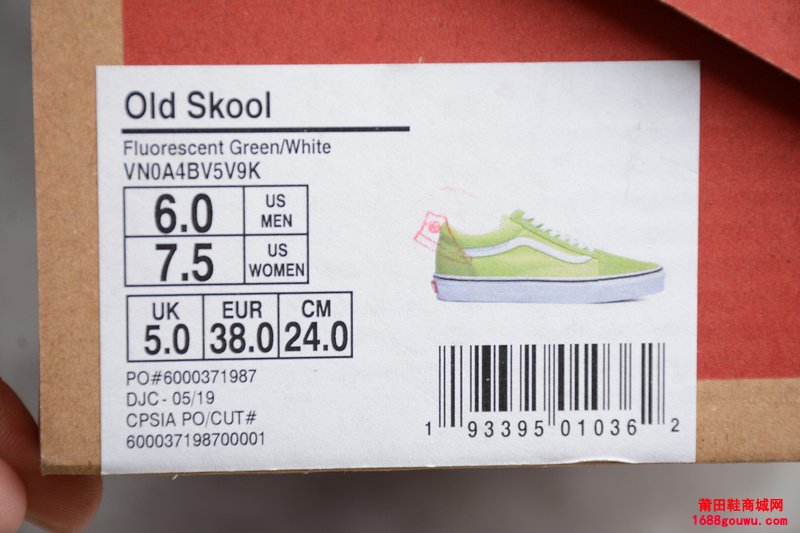 Old Skool
Fluorescent Green/White
VN0A4BV5V9K
6.0 US MEN
7.5 US WOMEN
UK 5.0 EUR 38.0 CM 24.0
PO#6000371987
DJC- 05/19
CPSIA PO/CUT#
600037198700001
1 93395 01036 2
莆田鞋商城网
1688gouwu.com